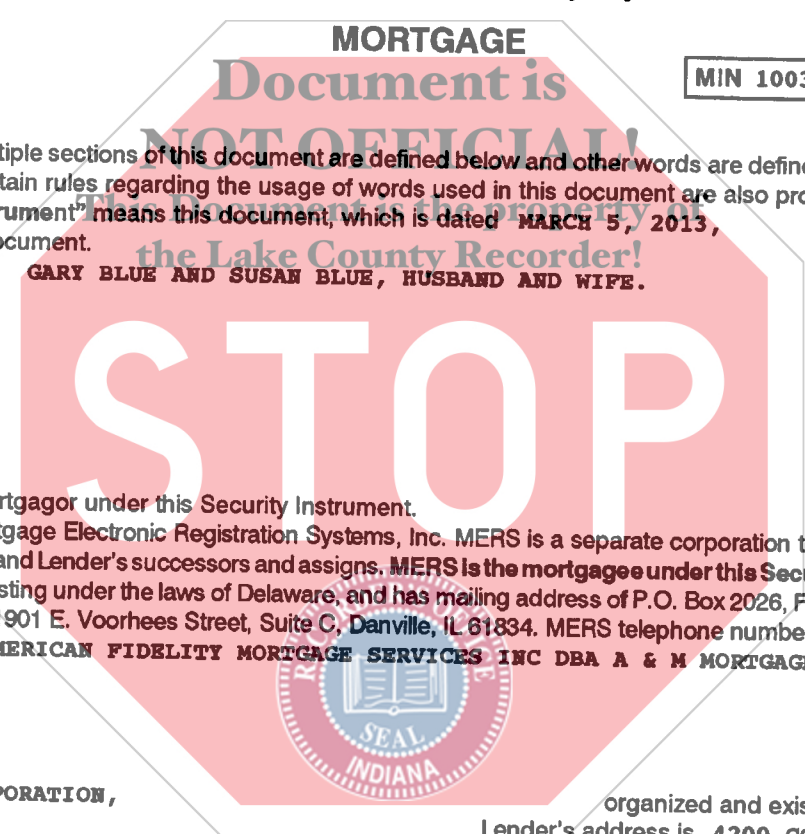 MORTGAGE
Document is
MIN 1003
NOT OFFICIAL!
tiple sections of this document are defined below and other words are define
tain rules regarding the usage of words used in this document are also pro
This Document is the property of
rument” means this document, which is dated MARCH 5, 2013,
ocument.
the Lake County Recorder!
GARY BLUE AND SUSAN BLUE, HUSBAND AND WIFE.
STOP
rtgagor under this Security Instrument.
tgage Electronic Registration Systems, Inc. MERS is a separate corporation t
and Lender's successors and assigns. MERS is the mortgagee under this Secu
sting under the laws of Delaware, and has mailing address of P.O. Box 2026, F
901 E. Voorhees Street, Suite C, Danville, IL 61834. MERS telephone numbe
MERICAN FIDELITY MORTGAGE SERVICES INC DBA A & M MORTGAGE
SEAL
INDIANA
PORATION,
organized and exis
Lender's address is 4200